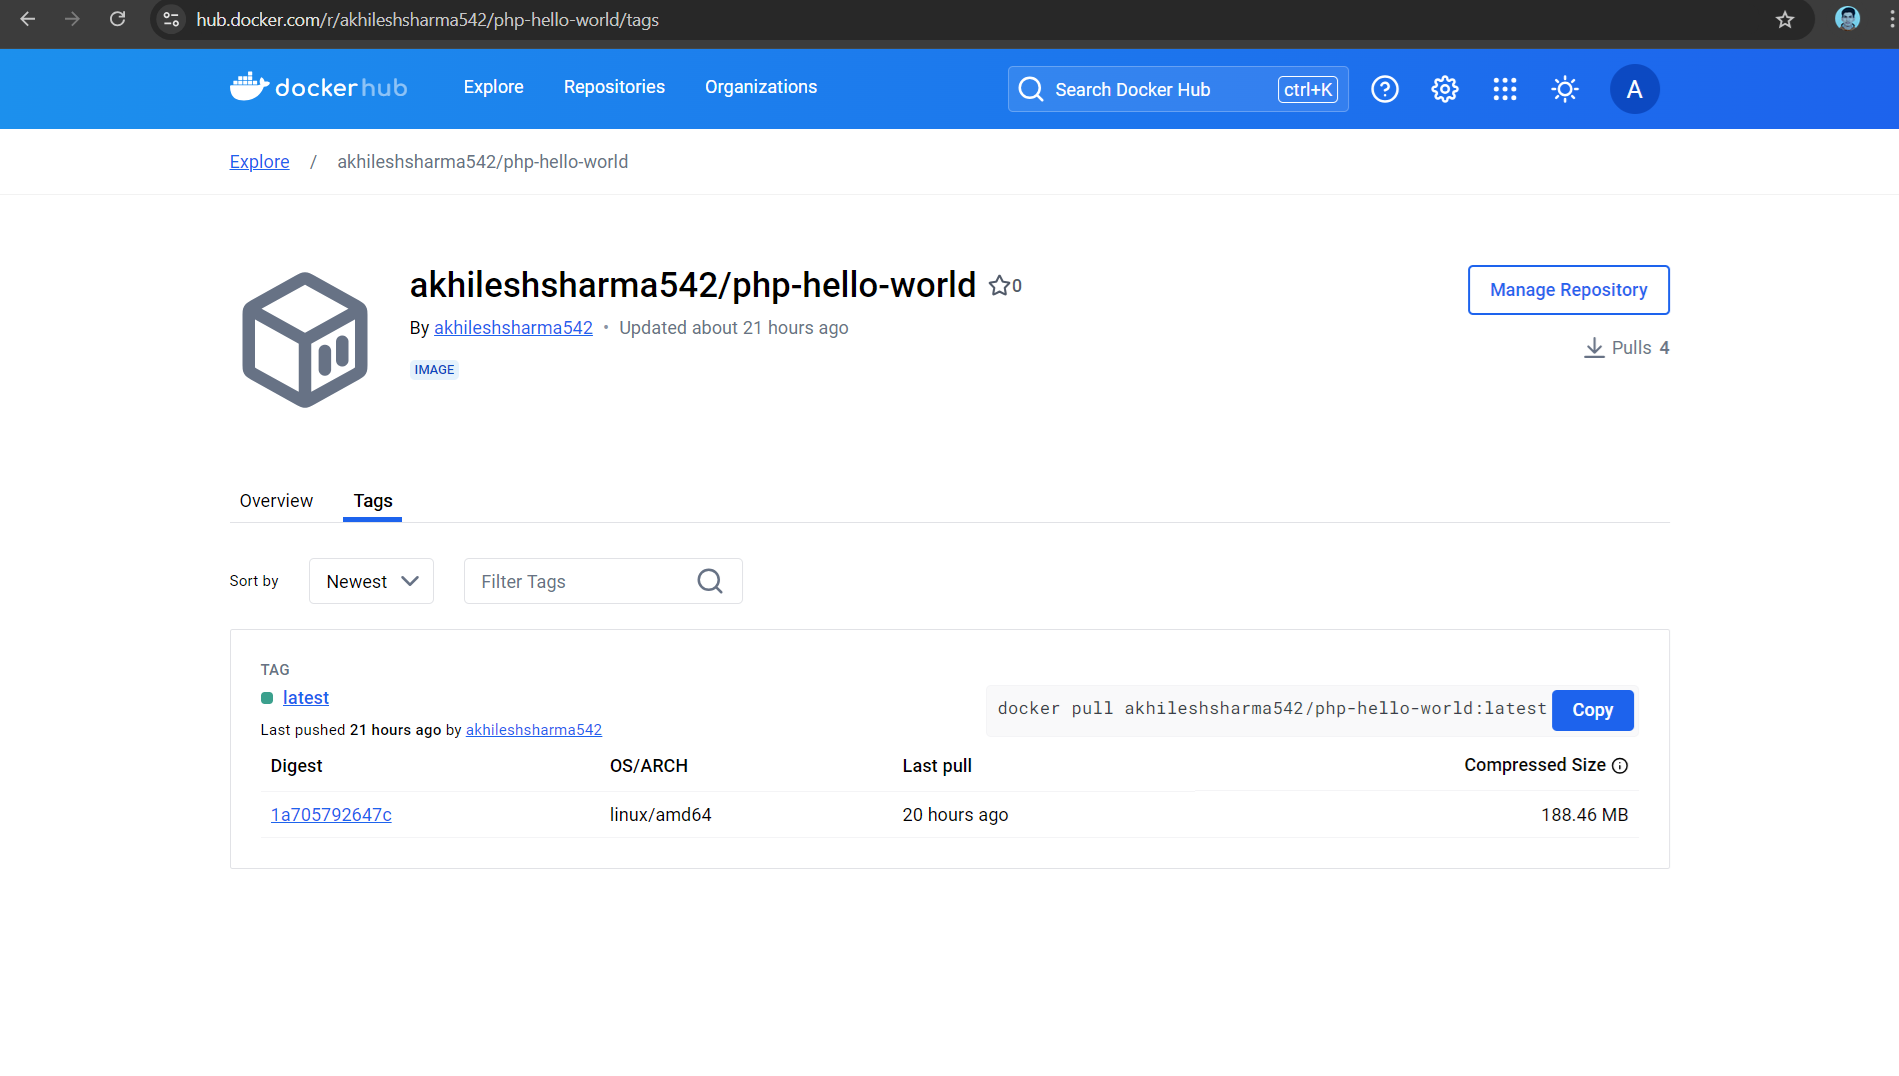 hub.docker.com/r/akhileshsharma542/php-hello-world/tags
dockerhub Explore Repositories Organizations Search Docker Hub ctrl+K A
Explore / akhileshsharma542/php-hello-world
akhileshsharma542/php-hello-world 0
Manage Repository
By akhileshsharma542 • Updated about 21 hours ago
Pulls 4
IMAGE
Overview Tags
Sort by Newest Filter Tags
TAG
latest
docker pull akhileshsharma542/php-hello-world:latest Copy
Last pushed 21 hours ago by akhileshsharma542
Digest OS/ARCH Last pull Compressed Size
1a705792647c linux/amd64 20 hours ago 188.46 MB